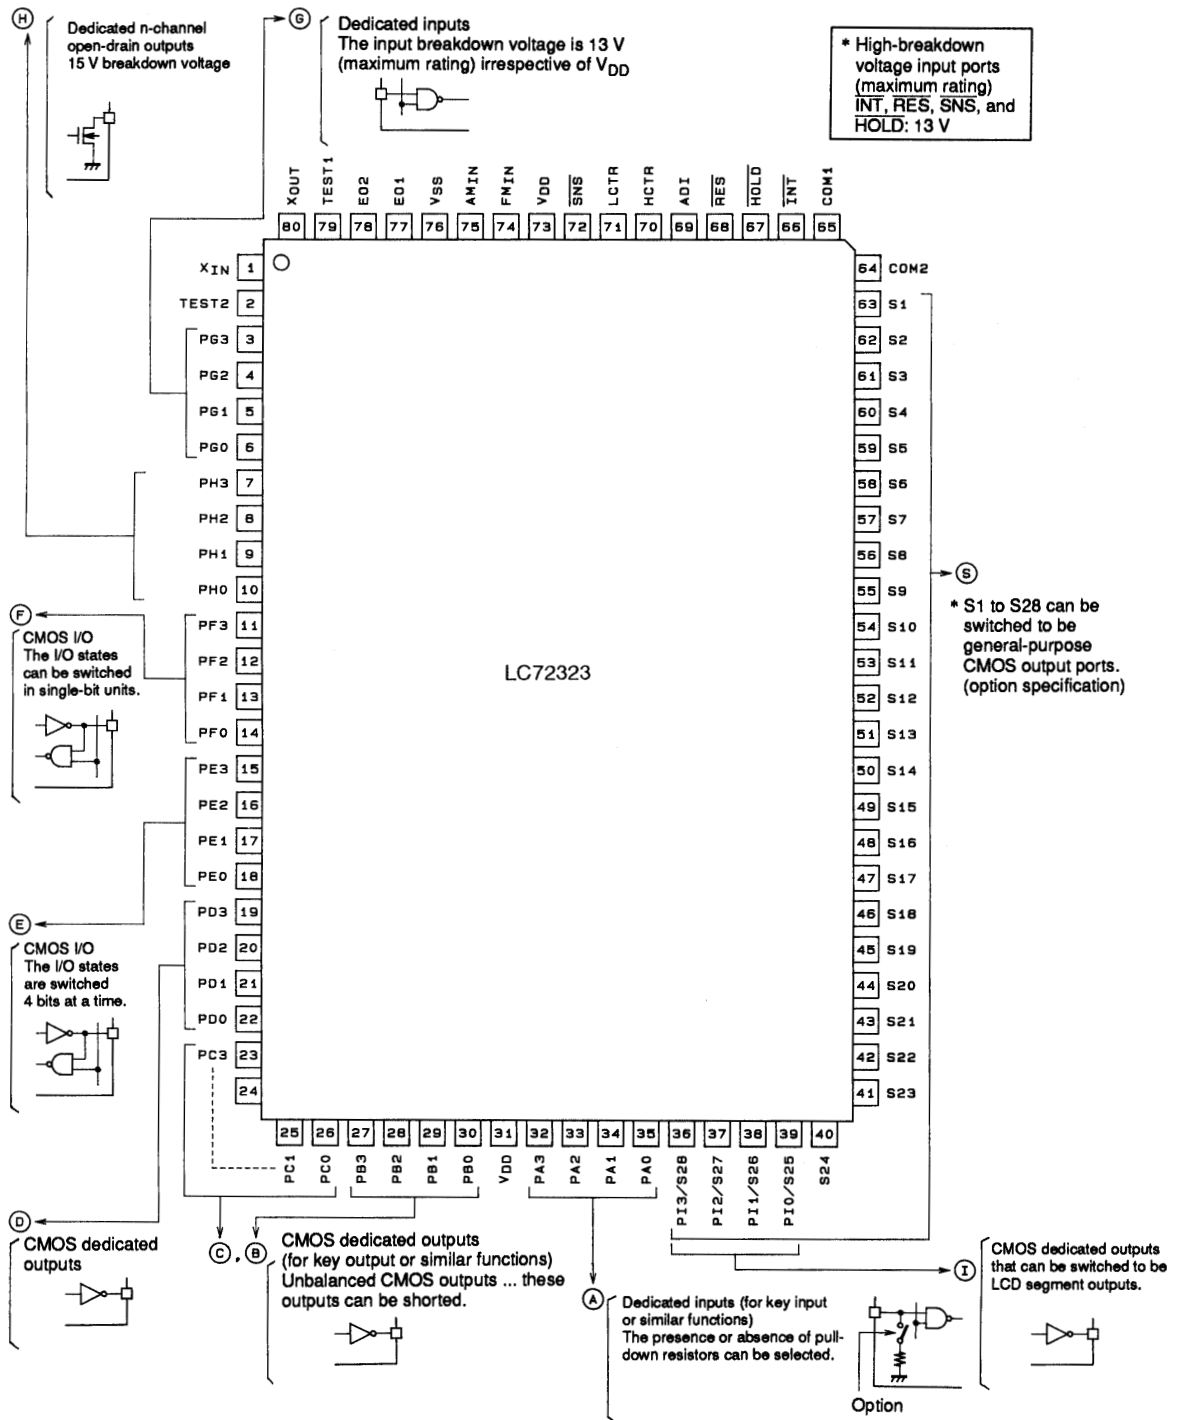 H
Dedicated n-channel
open-drain outputs
15 V breakdown voltage
G
Dedicated inputs
The input breakdown voltage is 13 V
(maximum rating) irrespective of VDD
* High-breakdown
voltage input ports
(maximum rating)
INT, RES, SNS, and
HOLD: 13 V
XOUT
TEST1
EO2
EO1
VSS
AMIN
FMIN
VDD
SNS
LCTR
HCTR
ADI
RES
HOLD
INT
COM1
80 79 78 77 76 75 74 73 72 71 70 69 68 67 66 65
XIN 1
TEST2 2
PG3 3
PG2 4
PG1 5
PG0 6
PH3 7
PH2 8
PH1 9
PH0 10
PF3 11
PF2 12
PF1 13
PF0 14
PE3 15
PE2 16
PE1 17
PE0 18
PD3 19
PD2 20
PD1 21
PD0 22
PC3 23
24
LC72323
64 COM2
63 S1
62 S2
61 S3
60 S4
59 S5
58 S6
57 S7
56 S8
55 S9
54 S10
53 S11
52 S12
51 S13
50 S14
49 S15
48 S16
47 S17
46 S18
45 S19
44 S20
43 S21
42 S22
41 S23
S
* S1 to S28 can be
switched to be
general-purpose
CMOS output ports.
(option specification)
F
CMOS I/O
The I/O states
can be switched
in single-bit units.
E
CMOS I/O
The I/O states
are switched
4 bits at a time.
25 26 27 28 29 30 31 32 33 34 35 36 37 38 39 40
PC1
PC0
PB3
PB2
PB1
PB0
VDD
PA3
PA2
PA1
PA0
PI3/S28
PI2/S27
PI1/S26
PI0/S25
S24
D
CMOS dedicated
outputs
C , B
CMOS dedicated outputs
(for key output or similar functions)
Unbalanced CMOS outputs ... these
outputs can be shorted.
A
Dedicated inputs (for key input
or similar functions)
The presence or absence of pull-
down resistors can be selected.
Option
I
CMOS dedicated outputs
that can be switched to be
LCD segment outputs.